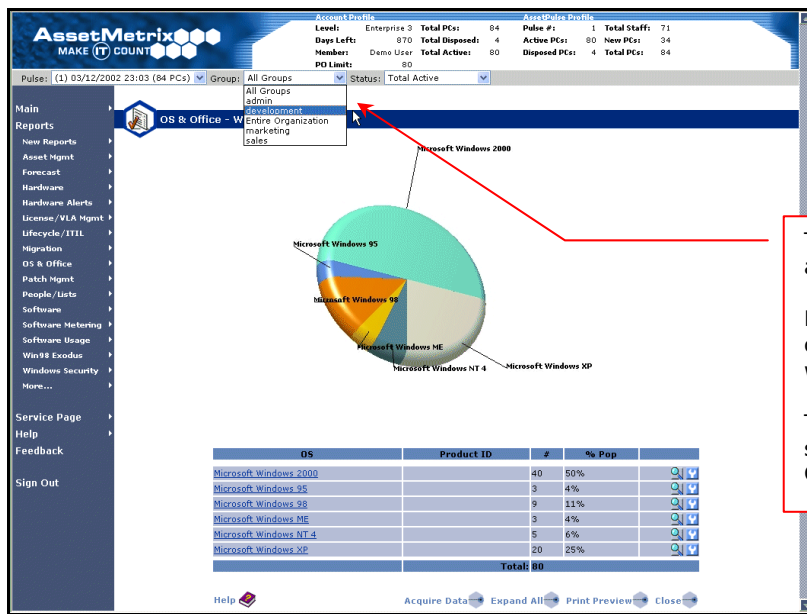 AssetMetrix
MAKE IT COUNT
Account Profile
AssetPulse Profile
Level: Enterprise 3 Total PCs: 84 Pulse #: 1 Total Staff: 71
Days Left: 870 Total Disposed: 4 Active PCs: 80 New PCs: 34
Member: Demo User Total Active: 80 Disposed PCs: 4 Total PCs: 84
PO Limit: 80
Pulse: (1) 03/12/2002 23:03 (84 PCs) Group: All Groups Status: Total Active
All Groups
admin
development
Entire Organization
marketing
sales
Main
Reports
New Reports
Asset Mgmt
Forecast
Hardware
Hardware Alerts
License/VLA Mgmt
Lifecycle/ITIL
Migration
OS & Office
Patch Mgmt
People/Lists
Software
Software Metering
Software Usage
Win98 Exodus
Windows Security
More...
Service Page
Help
Feedback
Sign Out
OS & Office - W
Microsoft Windows 2000
Microsoft Windows 95
Microsoft Windows 98
Microsoft Windows ME
Microsoft Windows NT 4
Microsoft Windows XP
OS Product ID # % Pop
Microsoft Windows 2000 40 50%
Microsoft Windows 95 3 4%
Microsoft Windows 98 9 11%
Microsoft Windows ME 3 4%
Microsoft Windows NT 4 5 6%
Microsoft Windows XP 20 25%
Total: 80
Help Acquire Data Expand All Print Preview Close